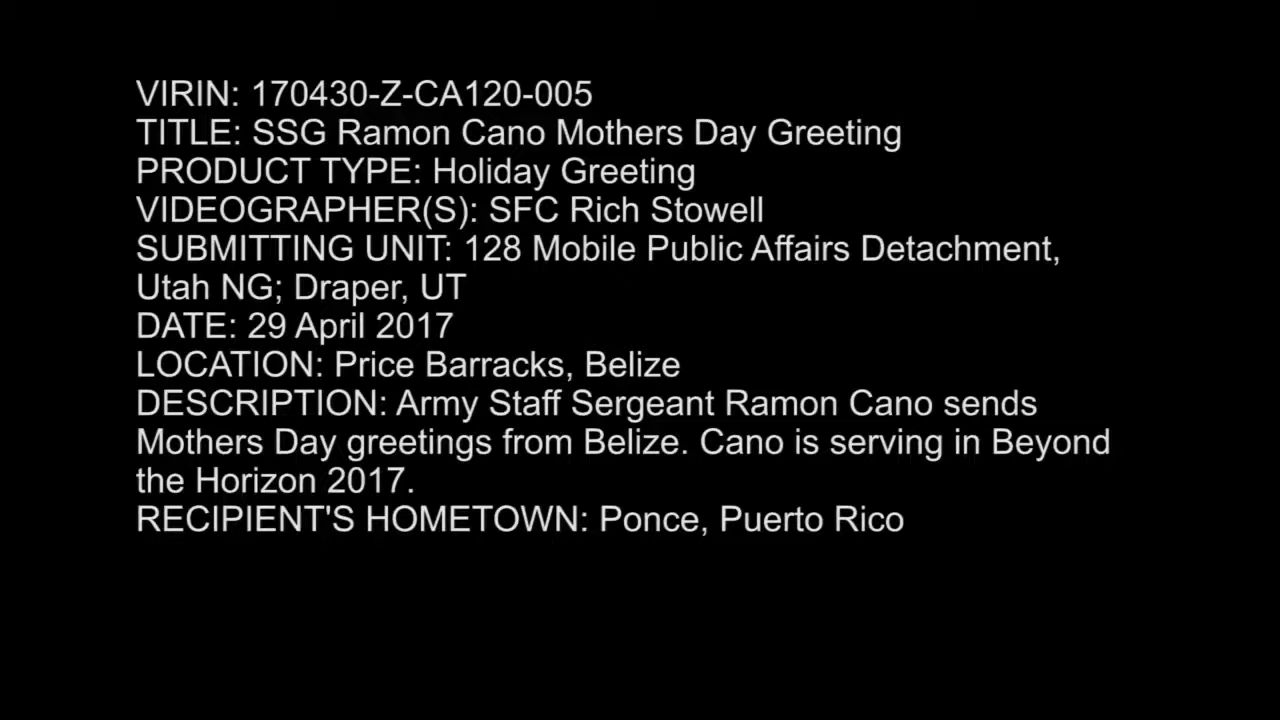 VIRIN: 170430-Z-CA120-005
TITLE: SSG Ramon Cano Mothers Day Greeting
PRODUCT TYPE: Holiday Greeting
VIDEOGRAPHER(S): SFC Rich Stowell
SUBMITTING UNIT: 128 Mobile Public Affairs Detachment,
Utah NG; Draper, UT
DATE: 29 April 2017
LOCATION: Price Barracks, Belize
DESCRIPTION: Army Staff Sergeant Ramon Cano sends
Mothers Day greetings from Belize. Cano is serving in Beyond
the Horizon 2017.
RECIPIENT'S HOMETOWN: Ponce, Puerto Rico